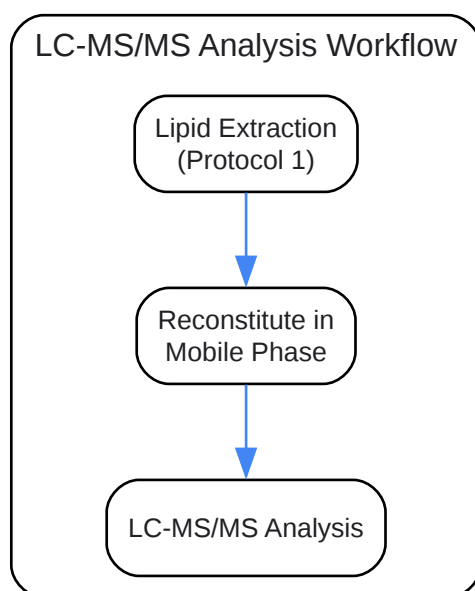 LC-MS/MS Analysis Workflow
Lipid Extraction
(Protocol 1)
Reconstitute in
Mobile Phase
LC-MS/MS Analysis